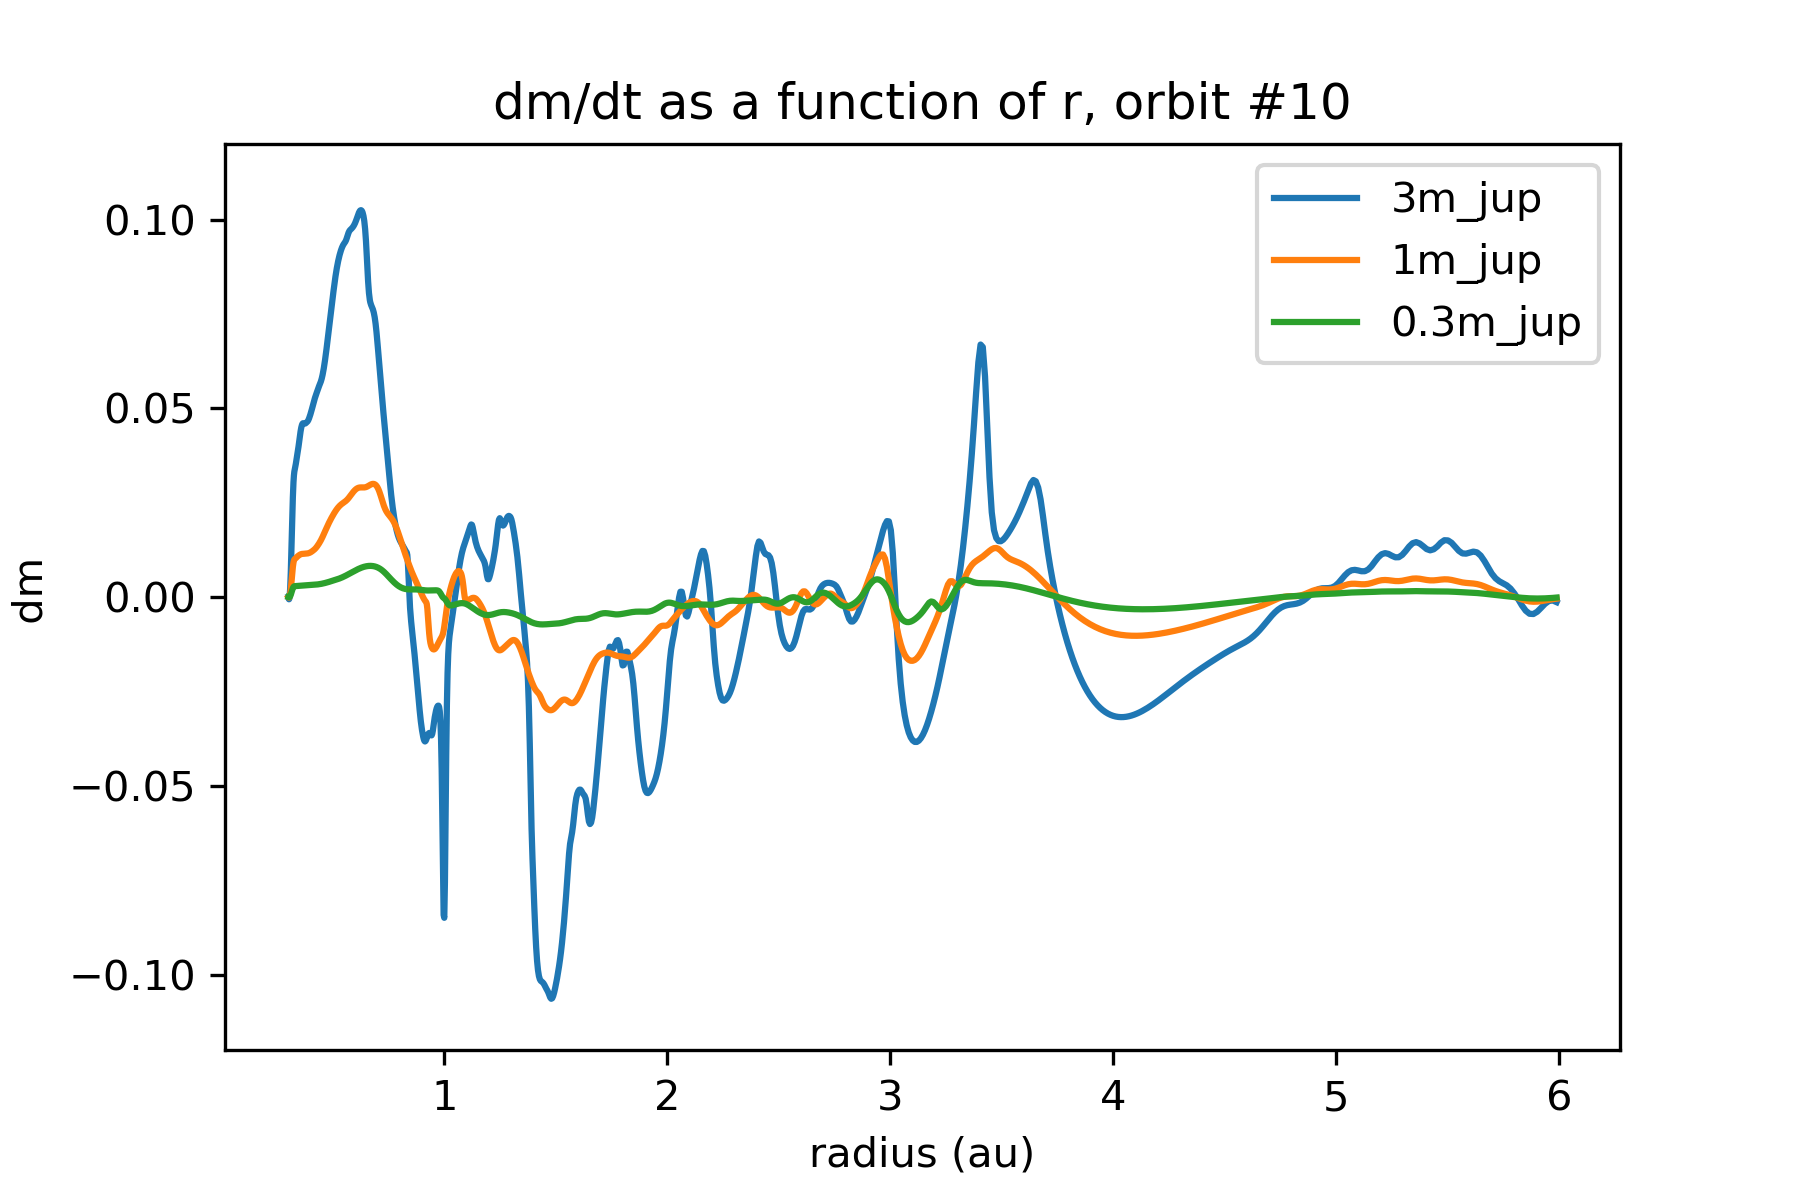 dm/dt as a function of r, orbit #10
3m_jup
1m_jup
0.3m_jup
0.10
0.05
0.00
−0.05
−0.10
dm
1 2 3 4 5 6
radius (au)